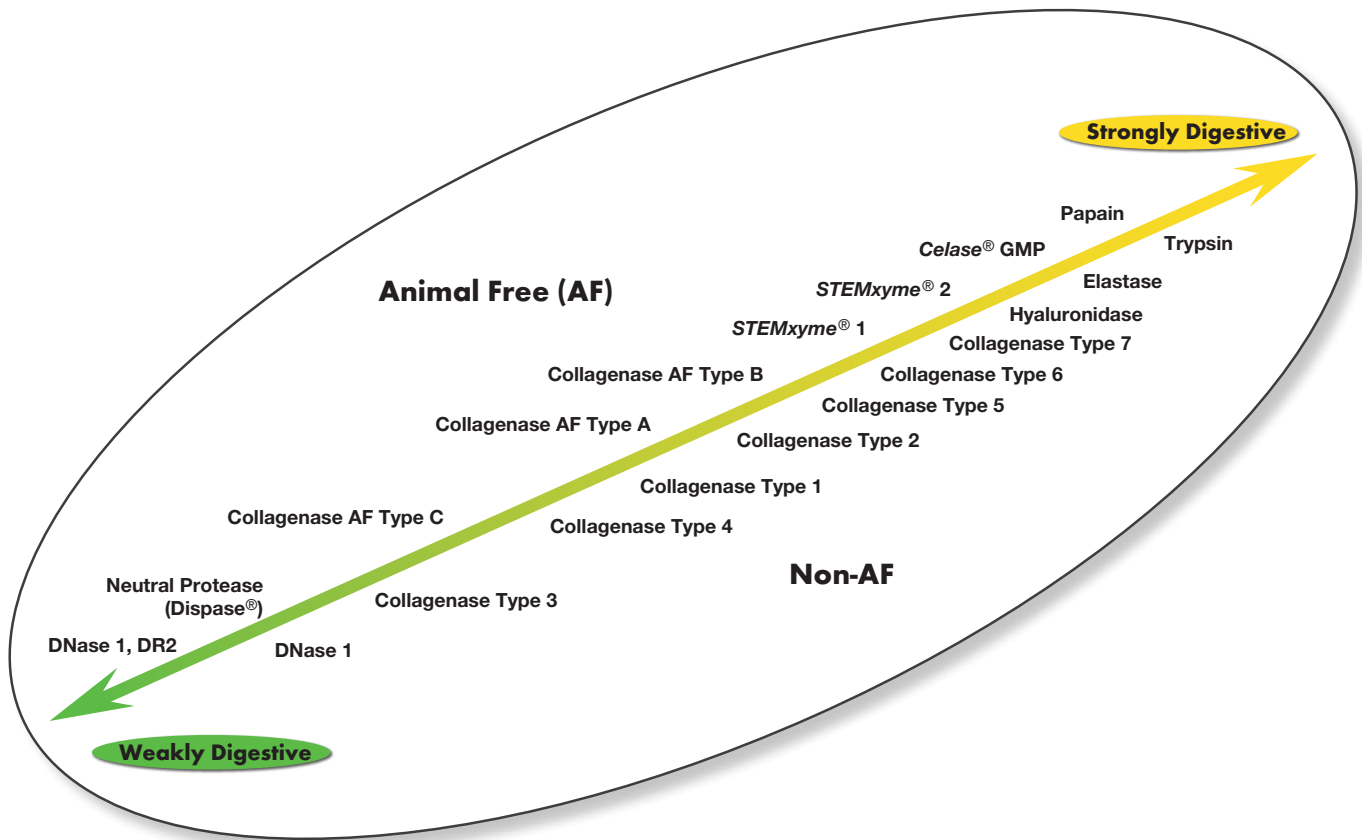 Strongly Digestive
Papain
Trypsin
Celase® GMP
Elastase
Animal Free (AF)
STEMxyme® 2
Hyaluronidase
STEMxyme® 1
Collagenase Type 7
Collagenase AF Type B
Collagenase Type 6
Collagenase Type 5
Collagenase AF Type A
Collagenase Type 2
Collagenase Type 1
Collagenase AF Type C
Collagenase Type 4
Non-AF
Neutral Protease
(Dispase®)
Collagenase Type 3
DNase 1, DR2
DNase 1
Weakly Digestive